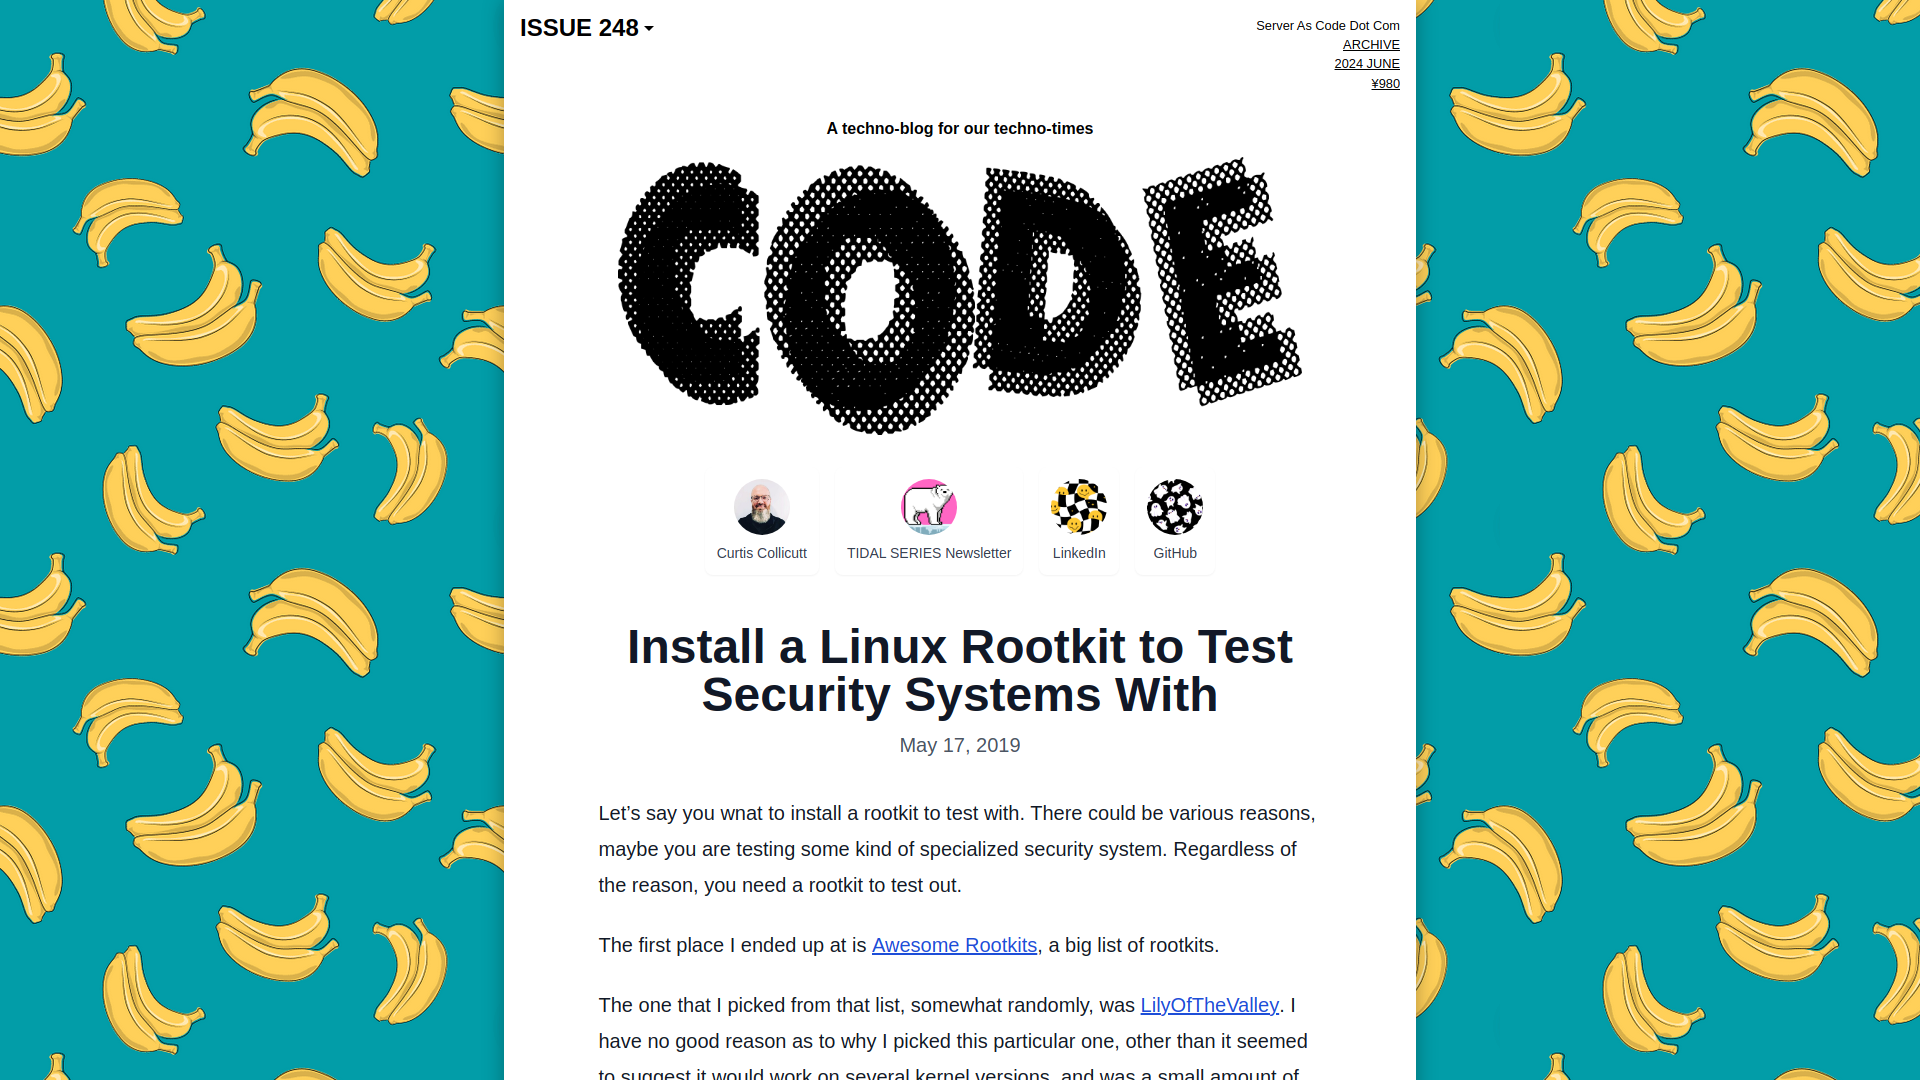 ISSUE 248
Server As Code Dot Com
ARCHIVE
2024 JUNE
¥980
A techno-blog for our techno-times
CODE
Curtis Collicutt
TIDAL SERIES Newsletter
LinkedIn
GitHub
Install a Linux Rootkit to Test
Security Systems With
May 17, 2019
Let’s say you wnat to install a rootkit to test with. There could be various reasons,
maybe you are testing some kind of specialized security system. Regardless of
the reason, you need a rootkit to test out.
The first place I ended up at is Awesome Rootkits, a big list of rootkits.
The one that I picked from that list, somewhat randomly, was LilyOfTheValley. I
have no good reason as to why I picked this particular one, other than it seemed
to suggest it would work on several kernel versions, and was a small amount of